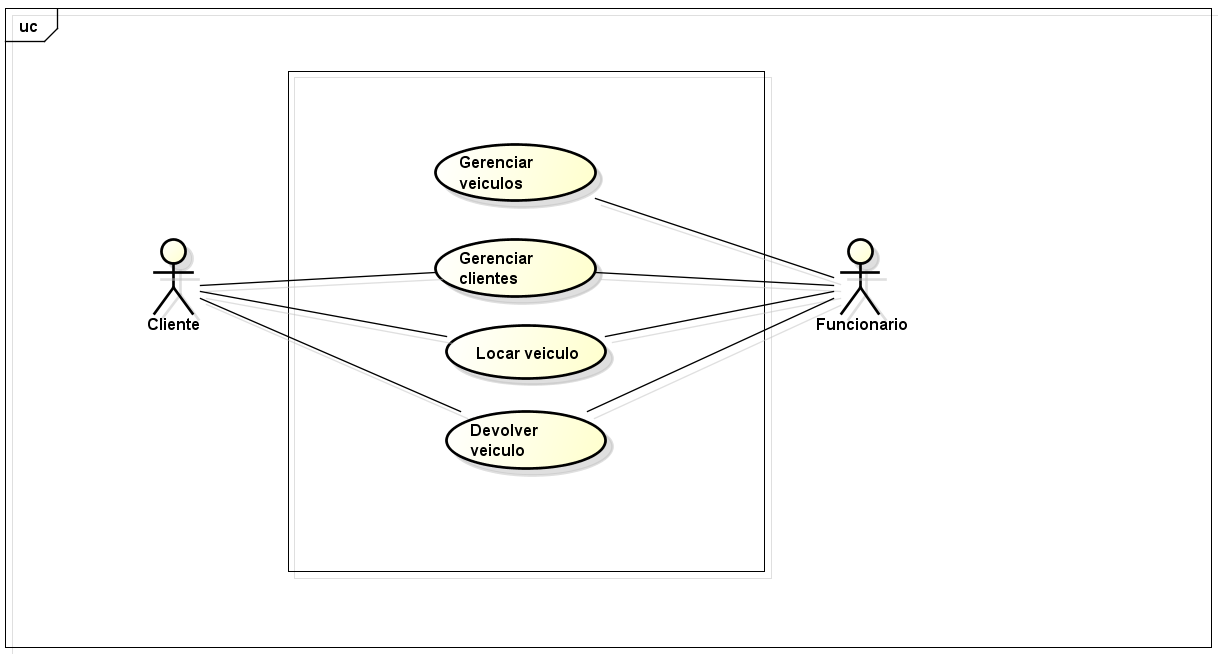 uc
Gerenciar
veiculos
Gerenciar
clientes
Cliente
Funcionario
Locar veiculo
Devolver
veiculo